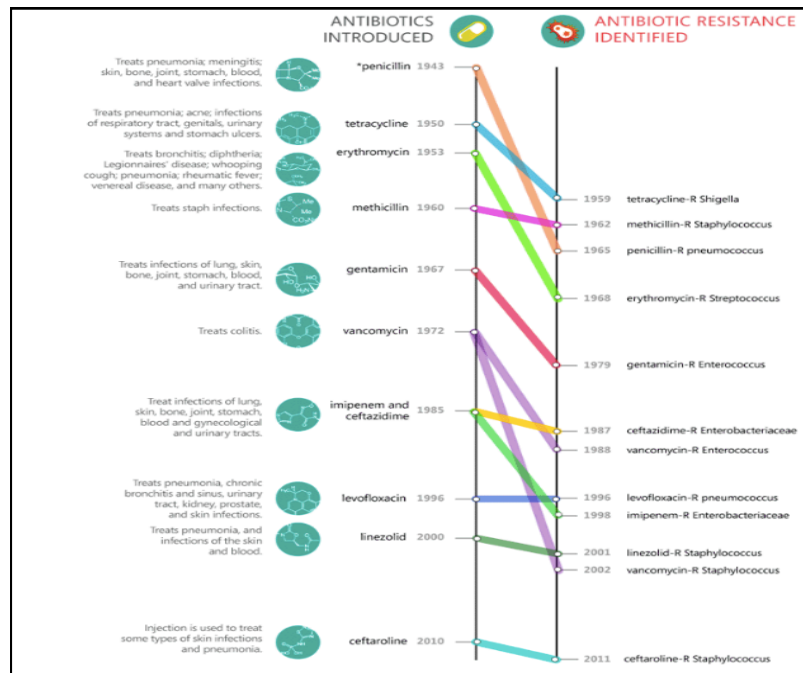 ANTIBIOTICS
INTRODUCED
ANTIBIOTIC RESISTANCE
IDENTIFIED
Treats pneumonia; meningitis;
skin, bone, joint, stomach, blood,
and heart valve infections.
*penicillin 1943
Treats pneumonia; acne; infections
of respiratory tract, genitals, urinary
systems and stomach ulcers.
tetracycline 1950
Treats bronchitis; diphtheria;
Legionnaires' disease; whooping
cough; pneumonia; rheumatic fever;
venereal disease, and many others.
erythromycin 1953
Treats staph infections.
methicillin 1960
Treats infections of lung, skin,
bone, joint, stomach, blood,
and urinary tract.
gentamicin 1967
Treats colitis.
vancomycin 1972
Treat infections of lung,
skin, bone, joint, stomach,
blood and gynecological
and urinary tracts.
imipenem and
ceftazidime 1985
Treats pneumonia, chronic
bronchitis and sinus, urinary
tract, kidney, prostate,
and skin infections.
levofloxacin 1996
Treats pneumonia, and
infections of the skin
and blood.
linezolid 2000
Injection is used to treat
some types of skin infections
and pneumonia.
ceftaroline 2010
1959 tetracycline-R Shigella
1962 methicillin-R Staphylococcus
1965 penicillin-R pneumococcus
1968 erythromycin-R Streptococcus
1979 gentamicin-R Enterococcus
1987 ceftazidime-R Enterobacteriaceae
1988 vancomycin-R Enterococcus
1996 levofloxacin-R pneumococcus
1998 imipenem-R Enterobacteriaceae
2001 linezolid-R Staphylococcus
2002 vancomycin-R Staphylococcus
2011 ceftaroline-R Staphylococcus